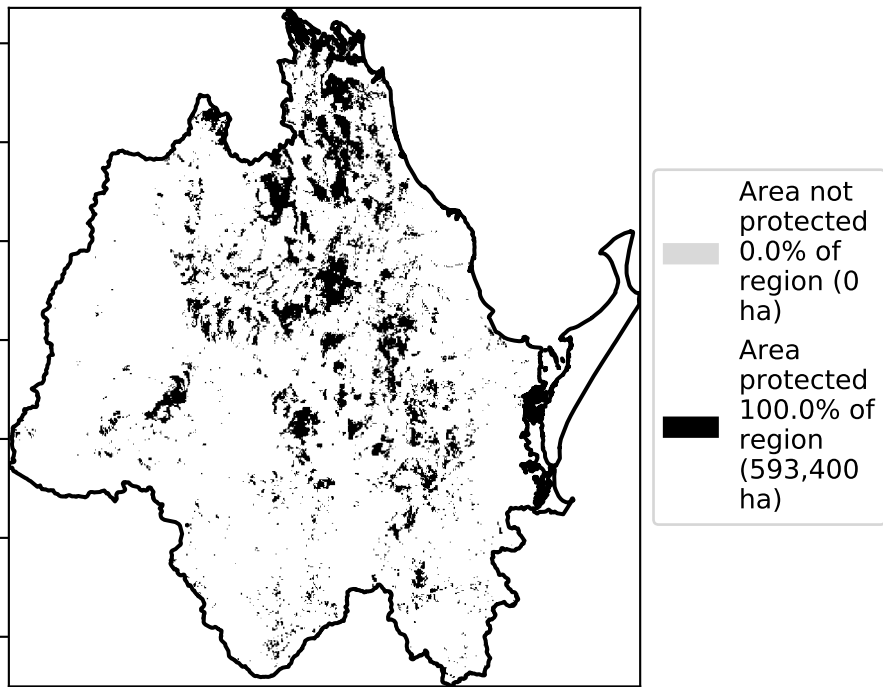 Area not
protected
0.0% of
region (0
ha)
Area
protected
100.0% of
region
(593,400
ha)